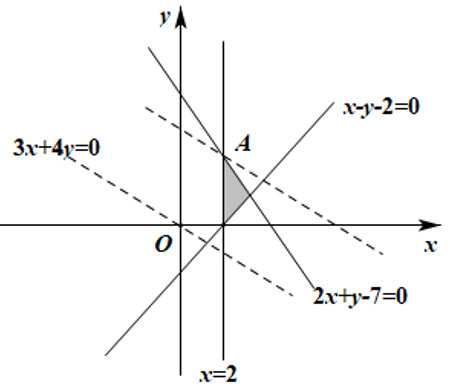 y
x-y-2=0
A
3x+4y=0
O
x
2x+y-7=0
x=2